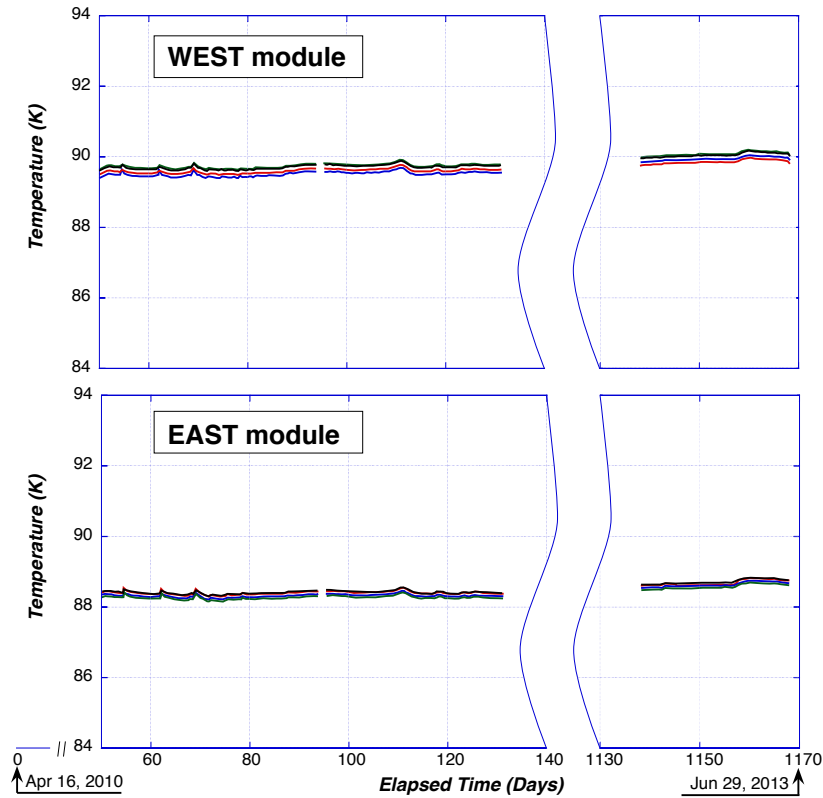 94
WEST module
92
90
88
86
84
Temperature (K)
94
EAST module
92
90
88
86
84
Temperature (K)
0 // 60 80 100 120 140 1130 1150 1170
Apr 16, 2010 Elapsed Time (Days) Jun 29, 2013